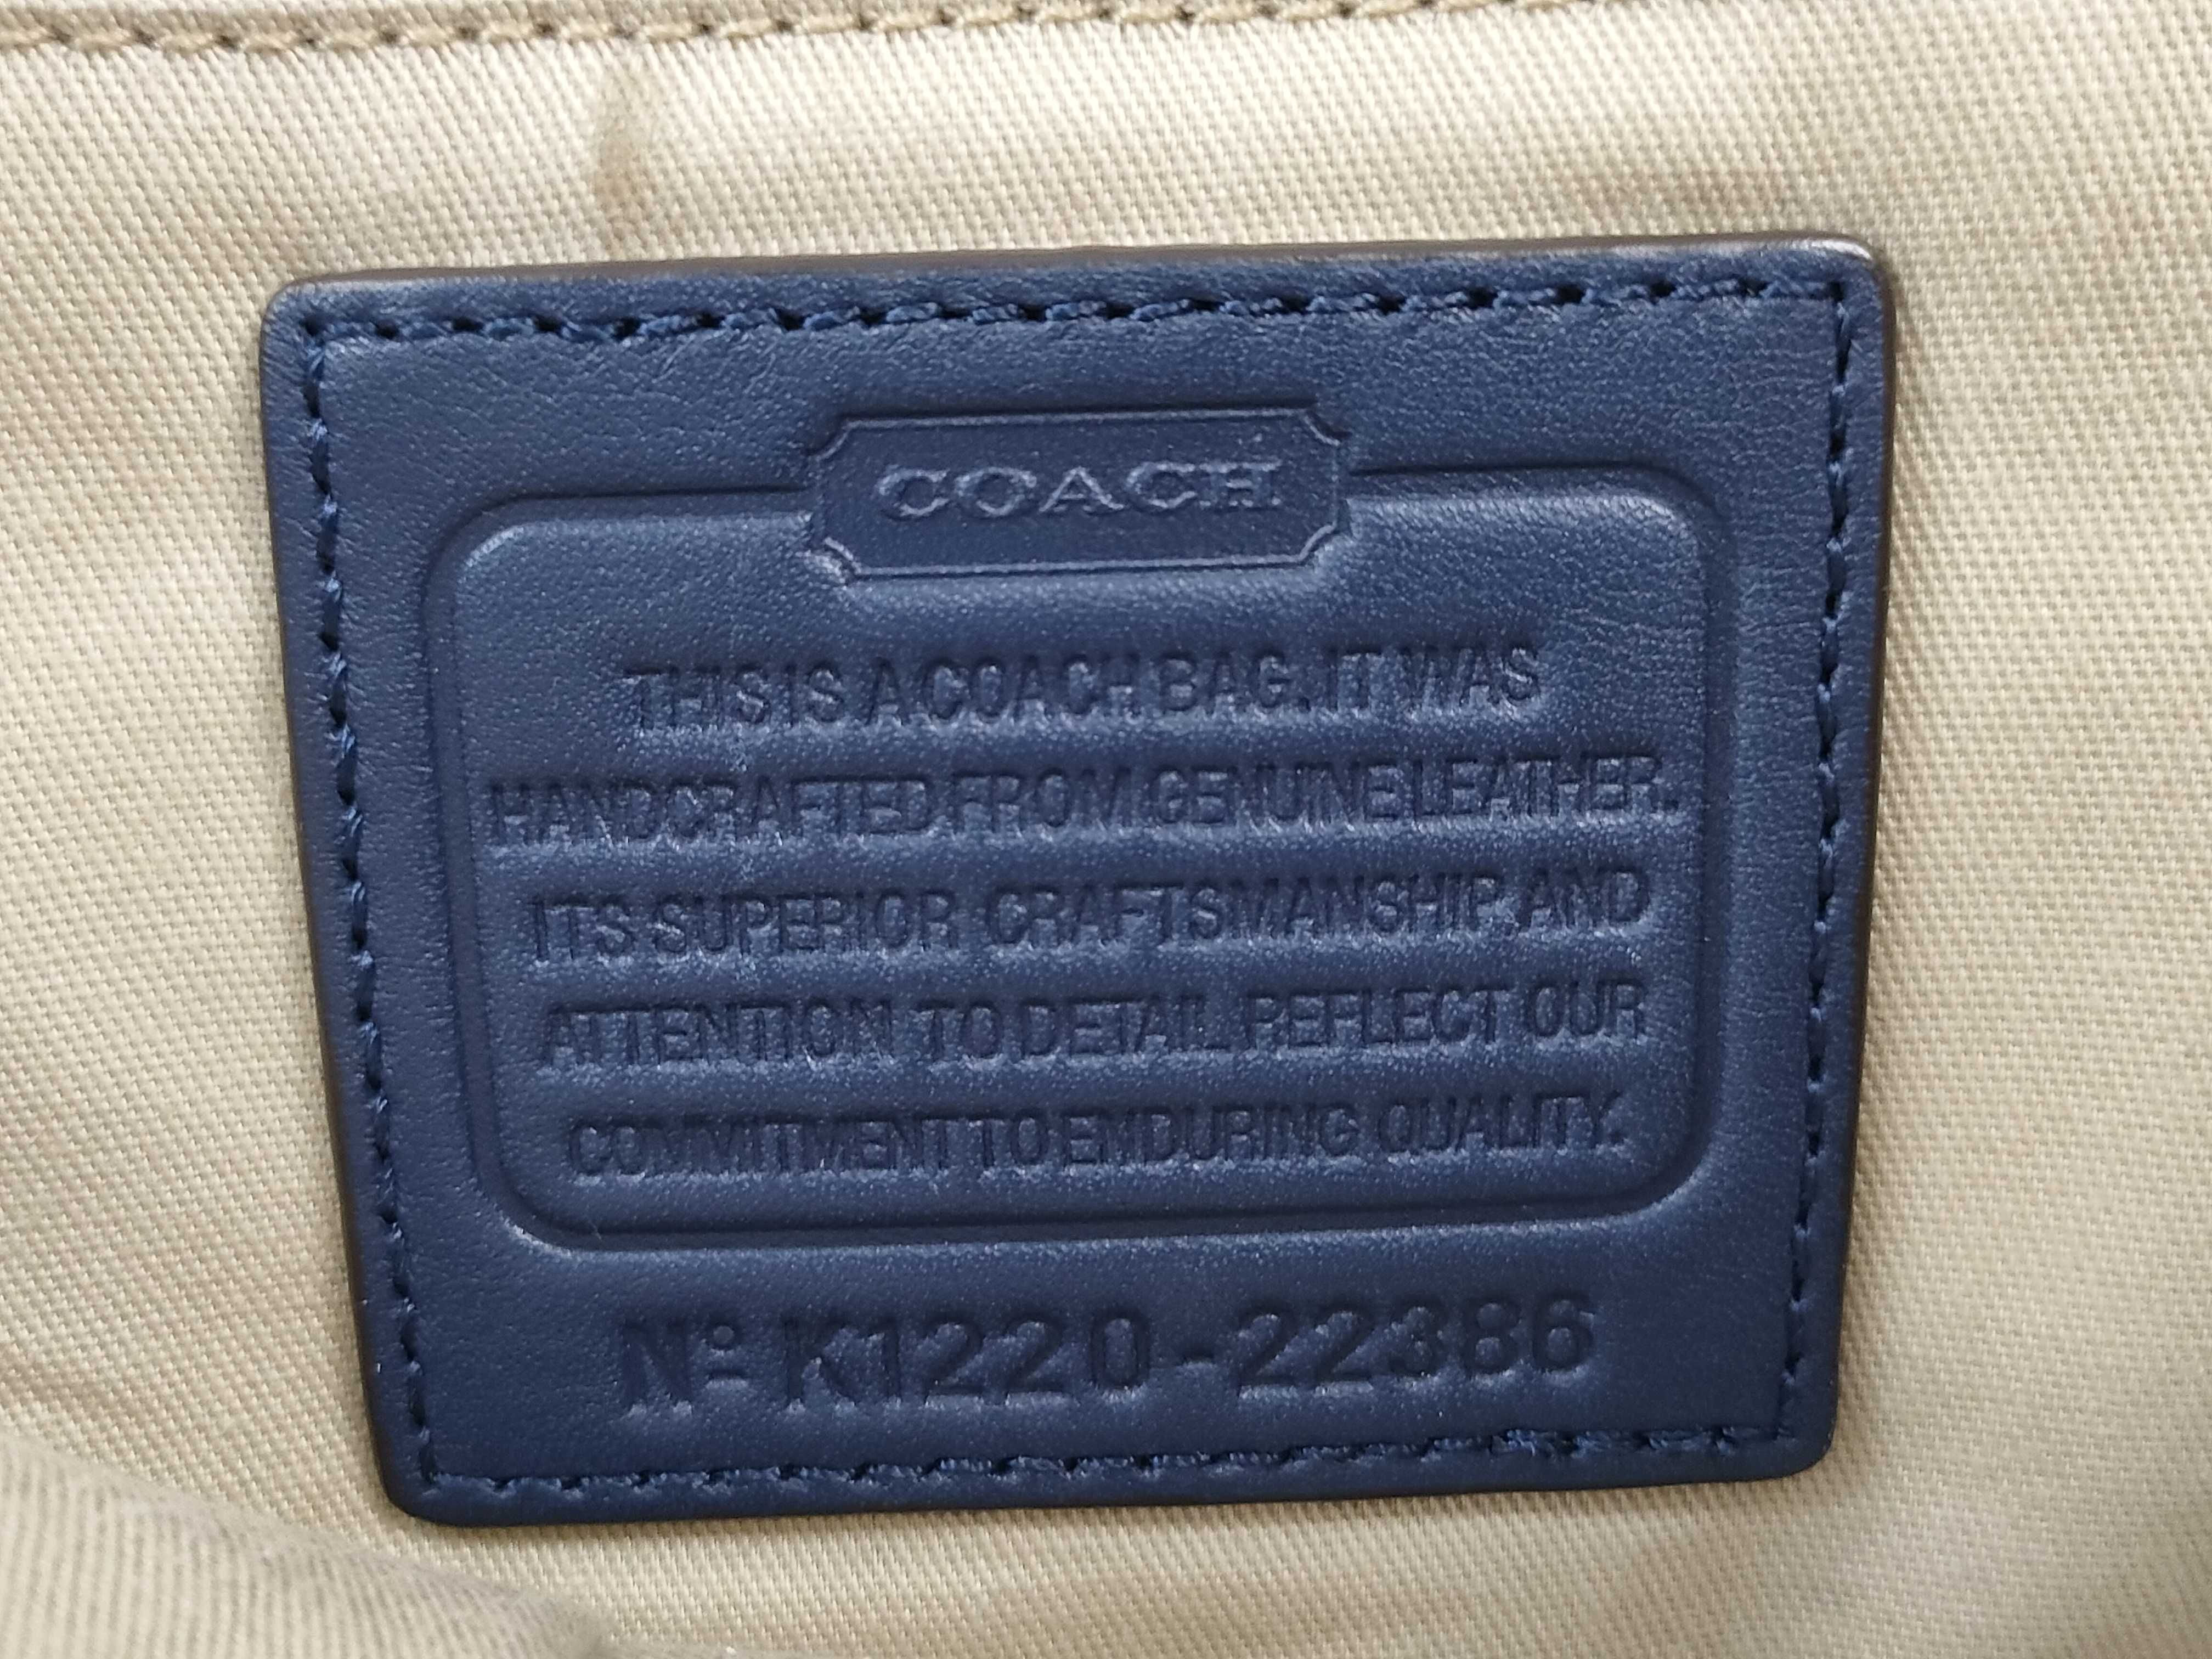 COACH
THIS IS A COACH BAG. IT WAS
HANDCRAFTED FROM GENUINE LEATHER.
ITS SUPERIOR CRAFTSMANSHIP AND
ATTENTION TO DETAIL REFLECT OUR
COMMITMENT TO ENDURING QUALITY.
Nº K1220-22386